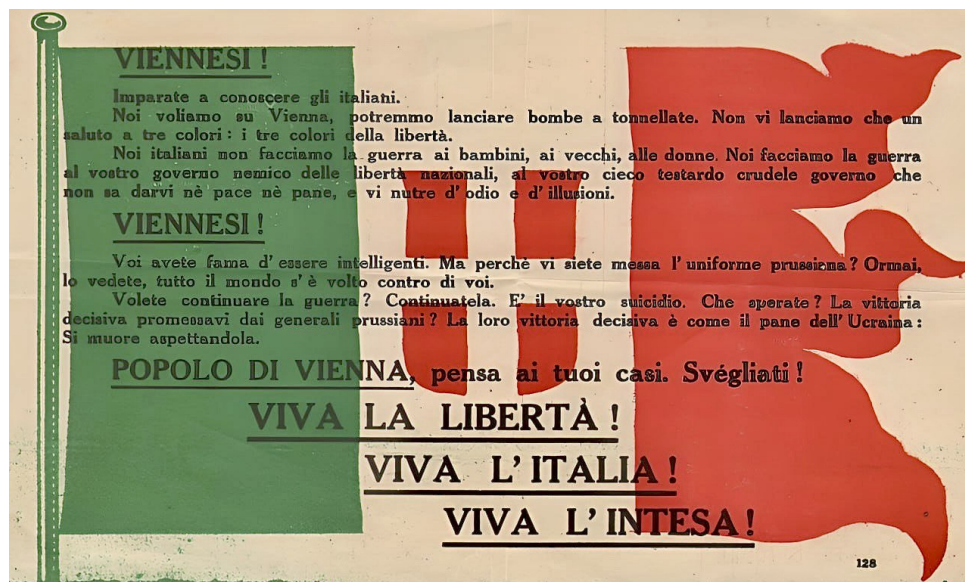 VIENNESI!
Imparate a conoscere gli italiani.
Noi voliamo su Vienna, potremmo lanciare bombe a tonnellate. Non vi lanciamo che un
saluto a tre colori: i tre colori della libertà.
Noi italiani non facciamo la guerra ai bambini, ai vecchi, alle donne. Noi facciamo la guerra
al vostro governo nemico delle libertà nazionali, al vostro cieco testardo crudele governo che
non sa darvi nè pace nè pane, e vi nutre d'odio e d'illusioni.
VIENNESI!
Voi avete fama d'essere intelligenti. Ma perchè vi siete messa l'uniforme prussiana? Ormai,
lo vedete, tutto il mondo s'è volto contro di voi.
Volete continuare la guerra? Continuatela. E' il vostro suicidio. Che sperate? La vittoria
decisiva promessavi dai generali prussiani? La loro vittoria decisiva è come il pane dell'Ucraina:
Si muore aspettandola.
POPOLO DI VIENNA, pensa ai tuoi casi. Svégliati!
VIVA LA LIBERTÀ!
VIVA L'ITALIA!
VIVA L'INTESA!
128